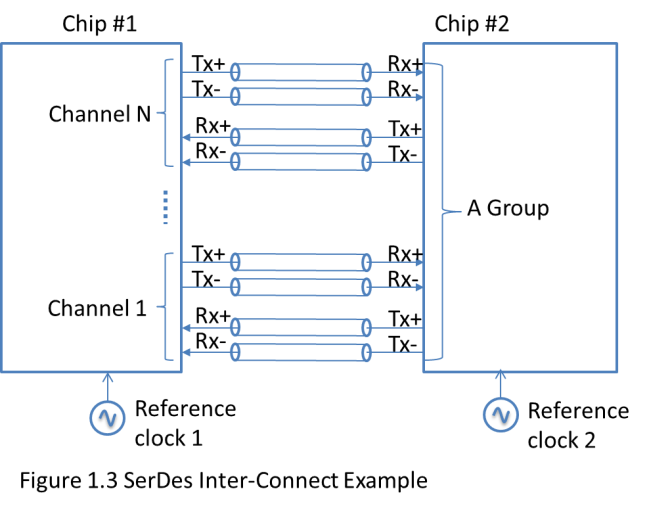 Chip #1
Chip #2
Tx+
Rx+
Tx-
Rx-
Channel N
Rx+
Tx+
Rx-
Tx-
A Group
Tx+
Rx+
Tx-
Rx-
Channel 1
Rx+
Tx+
Rx-
Tx-
Reference
clock 1
Reference
clock 2
Figure 1.3 SerDes Inter-Connect Example